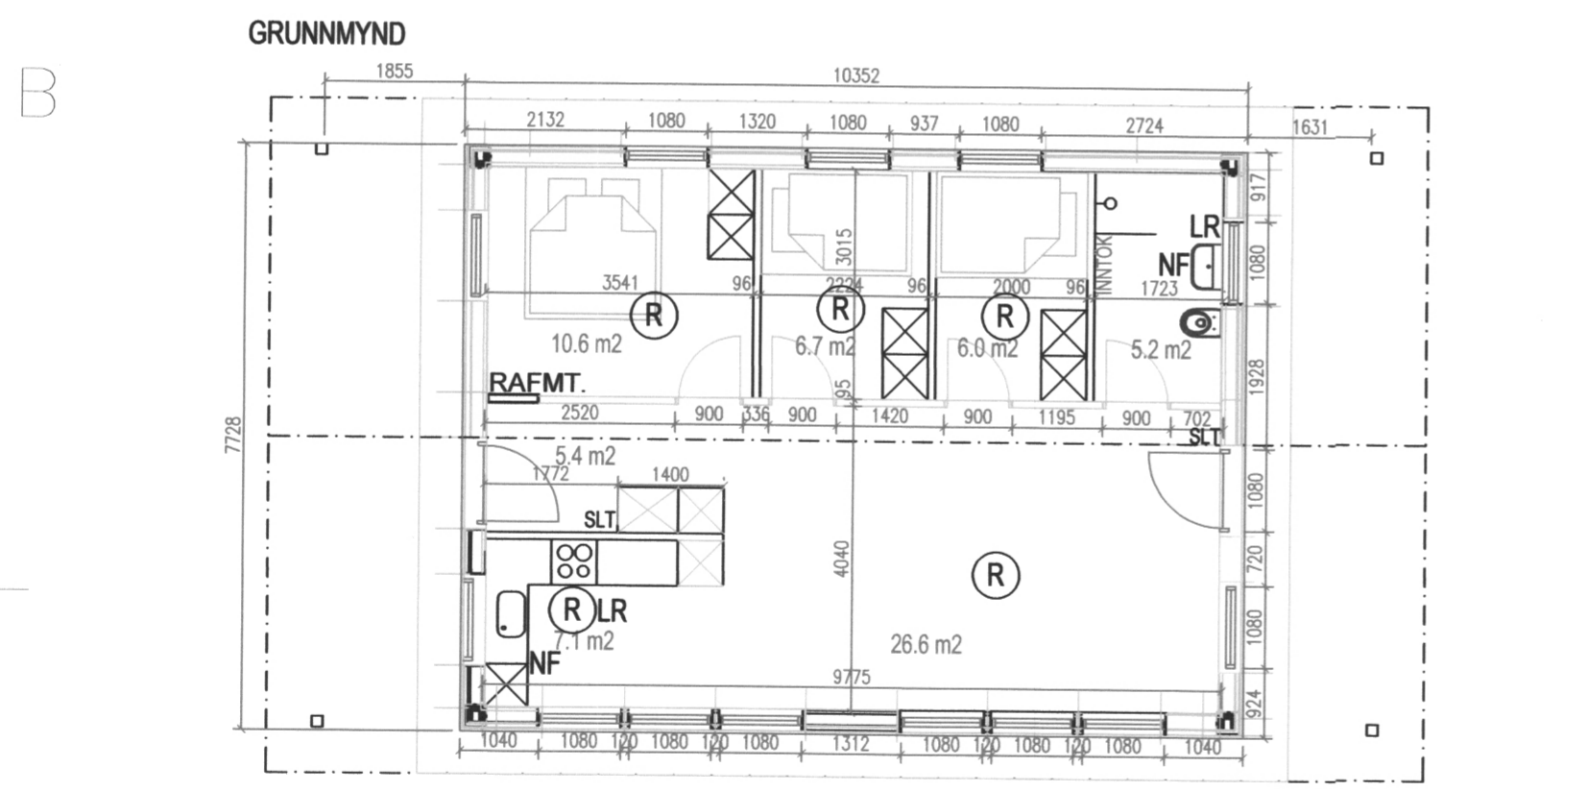 GRUNNMYND
B
1855 10352
2132 1080 1320 1080 937 1080 2724 1631
917
3015
LR
1080
NF
INNTOK
3541 96 2224 96 2000 96 1723
R R R
10.6 m2 6.7 m2 6.0 m2 5.2 m2
1928
RAFMT.
95
2520 900 336 900 1420 900 1195 900 702
7728
SLT
5.4 m2
1772 1400
1080
SLT
4040
720
R
R LR
7.1 m2 26.6 m2
1080
NF
9775
924
1040 1080 120 1080 120 1080 1312 1080 120 1080 120 1080 1040